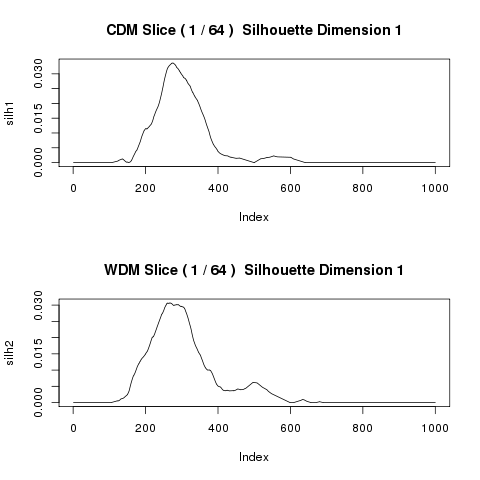 CDM Slice ( 1 / 64 )  Silhouette Dimension 1
silh1
0.030
0.015
0.000
0 200 400 600 800 1000
Index
WDM Slice ( 1 / 64 )  Silhouette Dimension 1
silh2
0.030
0.015
0.000
0 200 400 600 800 1000
Index